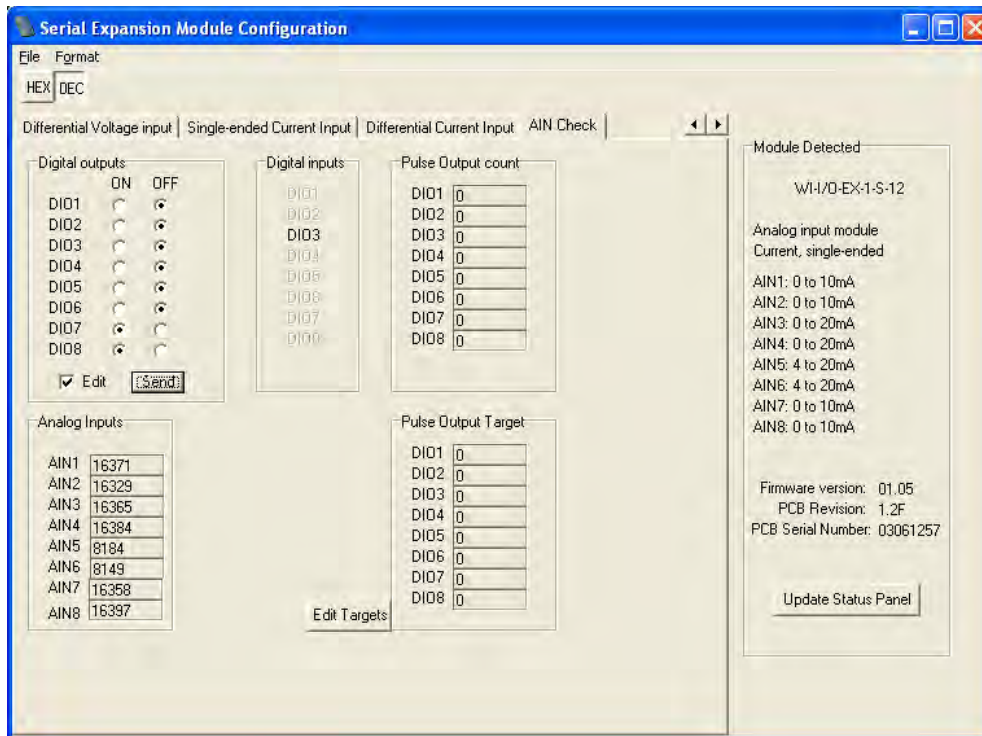 Serial Expansion Module Configuration
File Format
HEX DEC
Differential Voltage input Single-ended Current Input Differential Current Input AIN Check
Digital outputs
ON OFF
DIO1
DIO2
DIO3
DIO4
DIO5
DIO6
DIO7
DIO8
Edit Send
Digital inputs
DIO1
DIO2
DIO3
DIO4
DIO5
DIO6
DIO7
DIO8
Pulse Output count
DIO1 0
DIO2 0
DIO3 0
DIO4 0
DIO5 0
DIO6 0
DIO7 0
DIO8 0
Analog Inputs
AIN1 16371
AIN2 16329
AIN3 16365
AIN4 16384
AIN5 8184
AIN6 8149
AIN7 16358
AIN8 16397
Edit Targets
Pulse Output Target
DIO1 0
DIO2 0
DIO3 0
DIO4 0
DIO5 0
DIO6 0
DIO7 0
DIO8 0
Module Detected
WI-I/O-EX-1-S-12
Analog input module
Current, single-ended
AIN1: 0 to 10mA
AIN2: 0 to 10mA
AIN3: 0 to 20mA
AIN4: 0 to 20mA
AIN5: 4 to 20mA
AIN6: 4 to 20mA
AIN7: 0 to 10mA
AIN8: 0 to 10mA
Firmware version: 01.05
PCB Revision: 1.2F
PCB Serial Number: 03061257
Update Status Panel